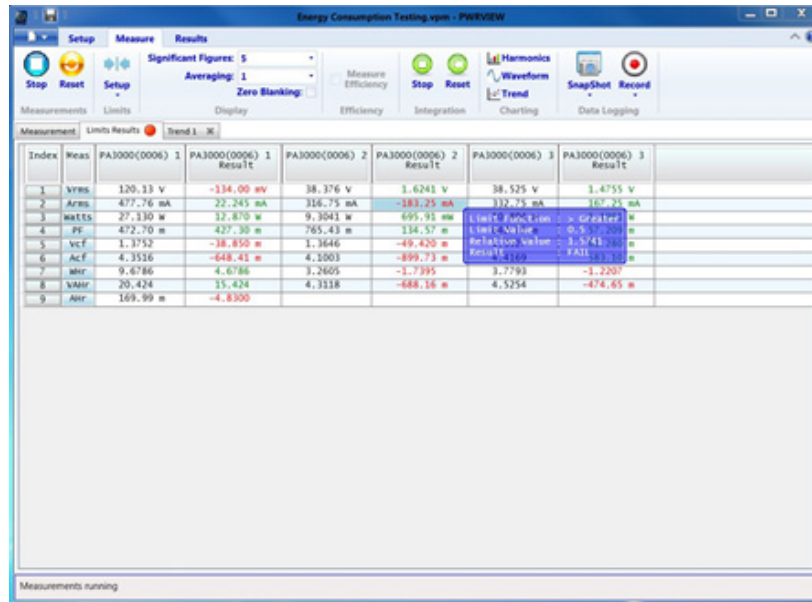 Energy Consumption Testing.vpm - PWRVIEW
Setup Measure Results
Stop Reset Setup Significant Figures: 5 Averaging: 1 Zero Blanking: Measure Efficiency Stop Reset Harmonics Waveform Trend SnapShot Record
Measurements Limits Display Efficiency Integration Charting Data Logging
Measurement Limits Results Trend 1
Index Meas PA3000(0006) 1 PA3000(0006) 1 Result PA3000(0006) 2 PA3000(0006) 2 Result PA3000(0006) 3 PA3000(0006) 3 Result
1 Vrms 120.13 V -134.00 mV 38.376 V 1.6241 V 38.525 V 1.4755 V
2 Arms 477.76 mA 22.245 mA 316.75 mA -183.25 mA 332.75 mA 167.25 mA
3 Watts 27.130 W 12.870 W 9.3041 W 695.91 mW
4 PF 472.70 m 427.30 m 765.43 m 134.57 m
5 Vcf 1.3752 -38.850 m 1.3646 -49.420 m
6 Acf 4.3516 -648.41 m 4.1003 -899.73 m
Limit Function : > Greater
Limit Value : 0.5
Relative Value : 1.5741
Result : FAIL
7 WHr 9.6786 4.6786 3.2605 -1.7395 3.7793 -1.2207
8 VAHr 20.424 15.424 4.3118 -688.16 m 4.5254 -474.65 m
9 AHr 169.99 m -4.8300
Measurements running